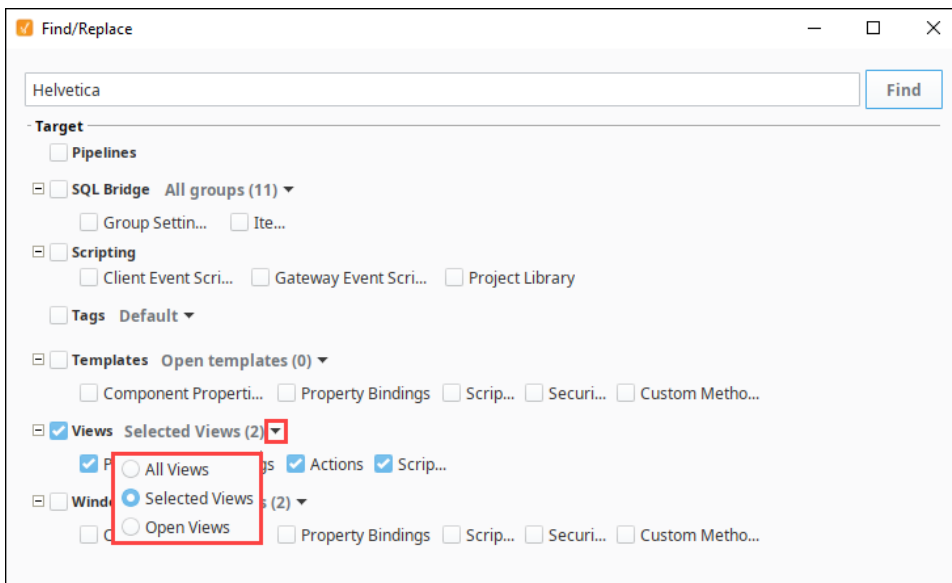 Find/Replace
Helvetica Find
Target
Pipelines
SQL Bridge All groups (11)
Group Settin... Ite...
Scripting
Client Event Scri... Gateway Event Scri... Project Library
Tags Default
Templates Open templates (0)
Component Properti... Property Bindings Scrip... Securi... Custom Metho...
Views Selected Views (2)
All Views Actions Scrip...
Selected Views (2)
Open Views Property Bindings Scrip... Securi... Custom Metho...